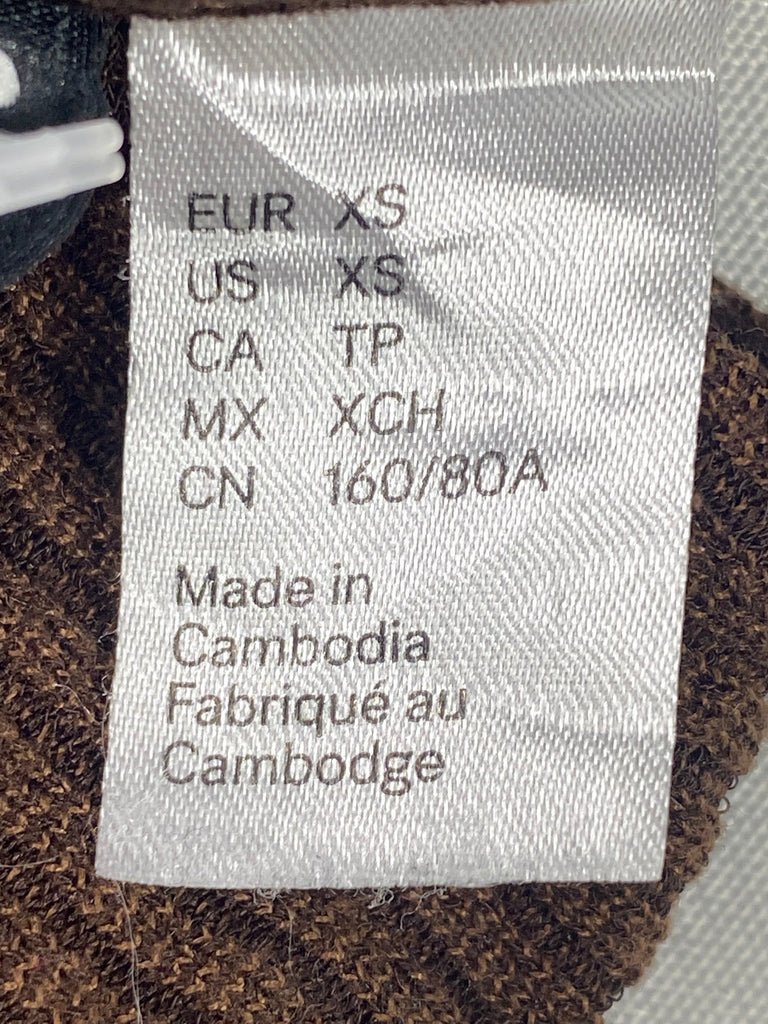 EUR XS
US XS
CA TP
MX XCH
CN 160/80A
Made in
Cambodia
Fabriqué au
Cambodge